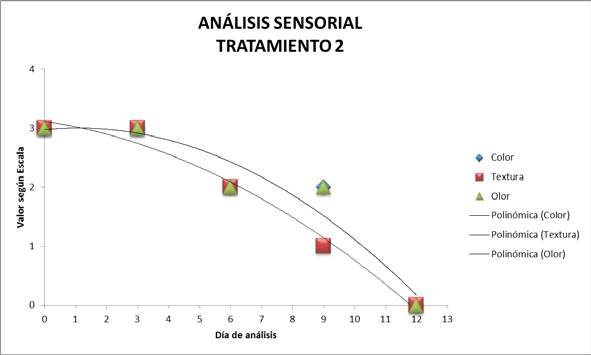 ANÁLISIS SENSORIAL
TRATAMIENTO 2
Valor según Escala
4
3
2
1
0
0 1 2 3 4 5 6 7 8 9 10 11 12 13
Día de análisis
Color
Textura
Olor
Polinómica (Color)
Polinómica (Textura)
Polinómica (Olor)